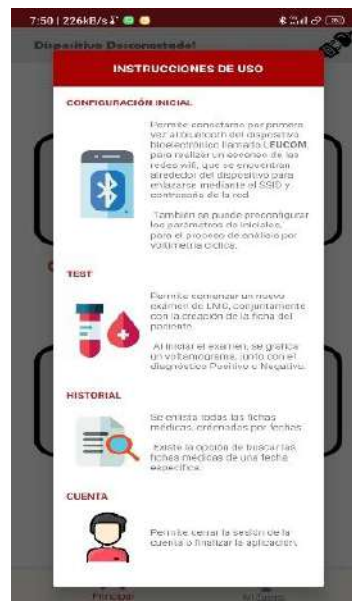 7:50 | 226kB/s
Dispositivo Desconectado!
INSTRUCCIONES DE USO
CONFIGURACIÓN INICIAL
Permite conectarse por primera
vez al bluetooth del dispositivo
bioelectrónico llamado LEUCOM,
para realizar un escaneo de las
redes wifi, que se encuentran
alrededor del dispositivo para
enlazarse mediante el SSID y
contraseña de la red.
También se puede preconfigurar
los parámetros de iniciales,
para el proceso de análisis por
voltimetría cíclica.
TEST
Permite comenzar un nuevo
exámen de LMC, conjuntamente
con la creación de la ficha del
paciente.
Al iniciar el examen, se grafica
un voltamograma, junto con el
diagnóstico Positivo o Negativo.
HISTORIAL
Se enlista todas las fichas
médicas, ordenadas por fechas.
Existe la opción de buscar las
fichas médicas de una fecha
específica.
CUENTA
Permite cerrar la sesión de la
cuenta o finalizar la aplicación.
Principal